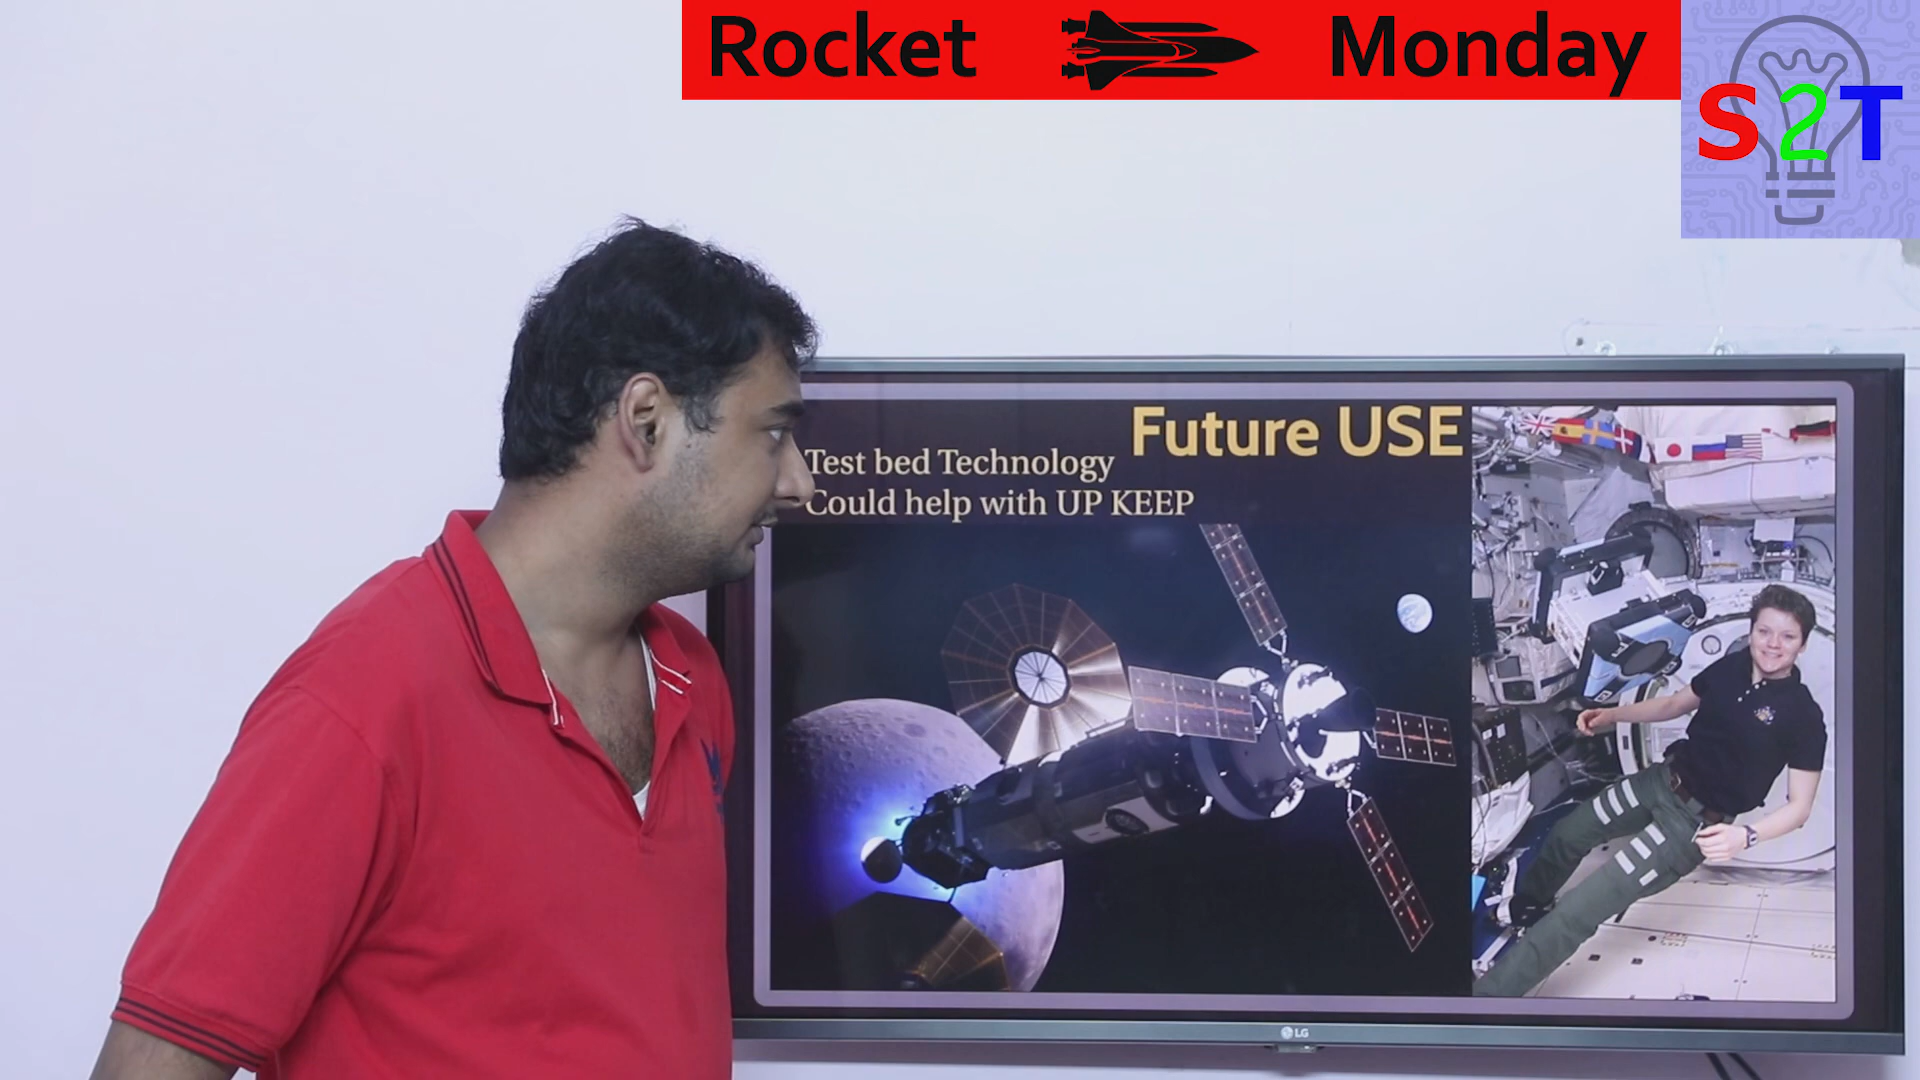 Rocket Monday
S2T
Future USE
Test bed Technology
Could help with UP KEEP
LG